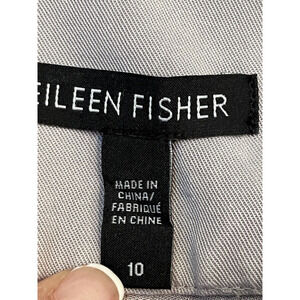 EILEEN FISHER
MADE IN
CHINA/
FABRIQUÉ
EN CHINE
10